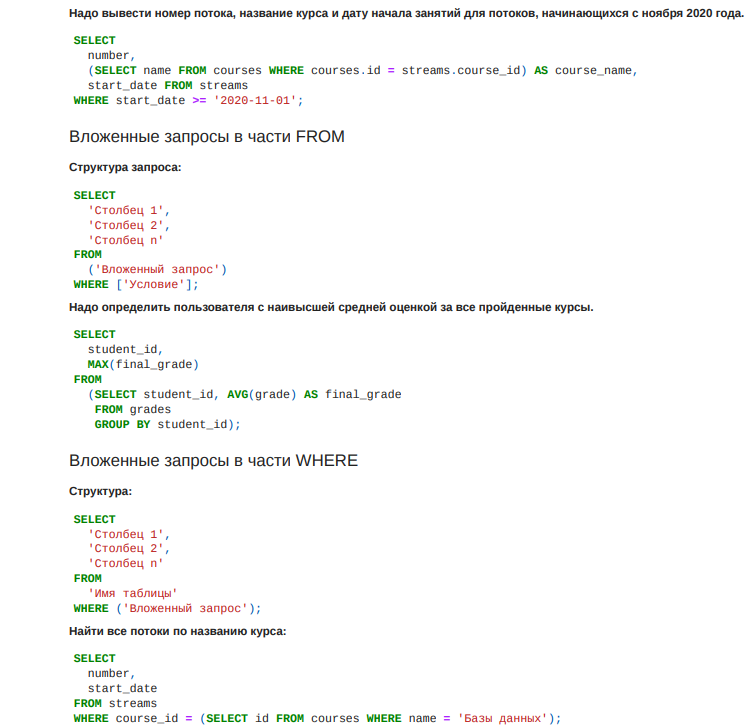 Надо вывести номер потока, название курса и дату начала занятий для потоков, начинающихся с ноября 2020 года.
SELECT
number,
(SELECT name FROM courses WHERE courses.id = streams.course_id) AS course_name,
start_date FROM streams
WHERE start_date >= '2020-11-01';
Вложенные запросы в части FROM
Структура запроса:
SELECT
'Столбец 1',
'Столбец 2',
'Столбец n'
FROM
('Вложенный запрос')
WHERE ['Условие'];
Надо определить пользователя с наивысшей средней оценкой за все пройденные курсы.
SELECT
student_id,
MAX(final_grade)
FROM
(SELECT student_id, AVG(grade) AS final_grade
FROM grades
GROUP BY student_id);
Вложенные запросы в части WHERE
Структура:
SELECT
'Столбец 1',
'Столбец 2',
'Столбец n'
FROM
'Имя таблицы'
WHERE ('Вложенный запрос');
Найти все потоки по названию курса:
SELECT
number,
start_date
FROM streams
WHERE course_id = (SELECT id FROM courses WHERE name = 'Базы данных');